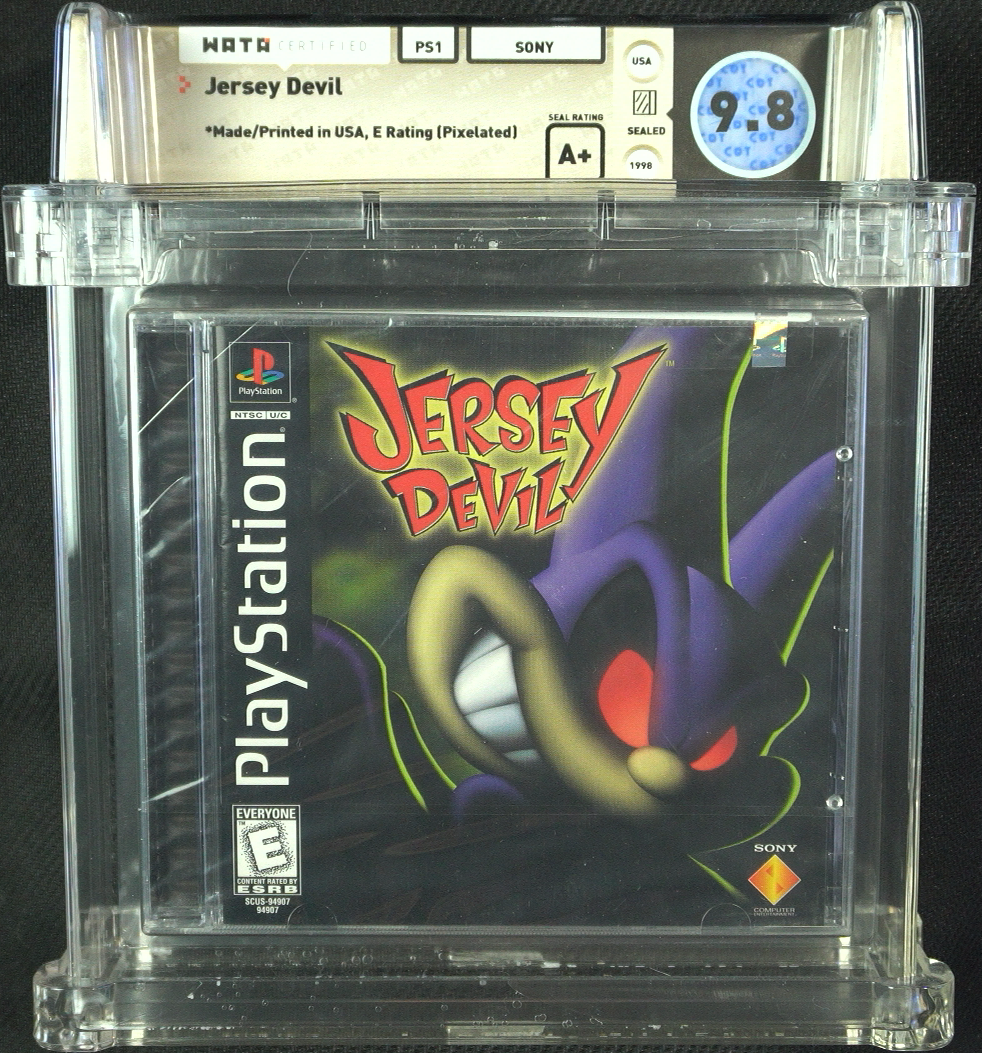 WATA CERTIFIED
PS1
SONY
Jersey Devil
*Made/Printed in USA, E Rating (Pixelated)
SEAL RATING
A+
USA
SEALED
1998
9.8
PlayStation
NTSC U/C
PlayStation
JERSEY
DEVIL
TM
EVERYONE
E
CONTENT RATED BY
ESRB
SCUS-94907
94907
SONY
COMPUTER
ENTERTAINMENT